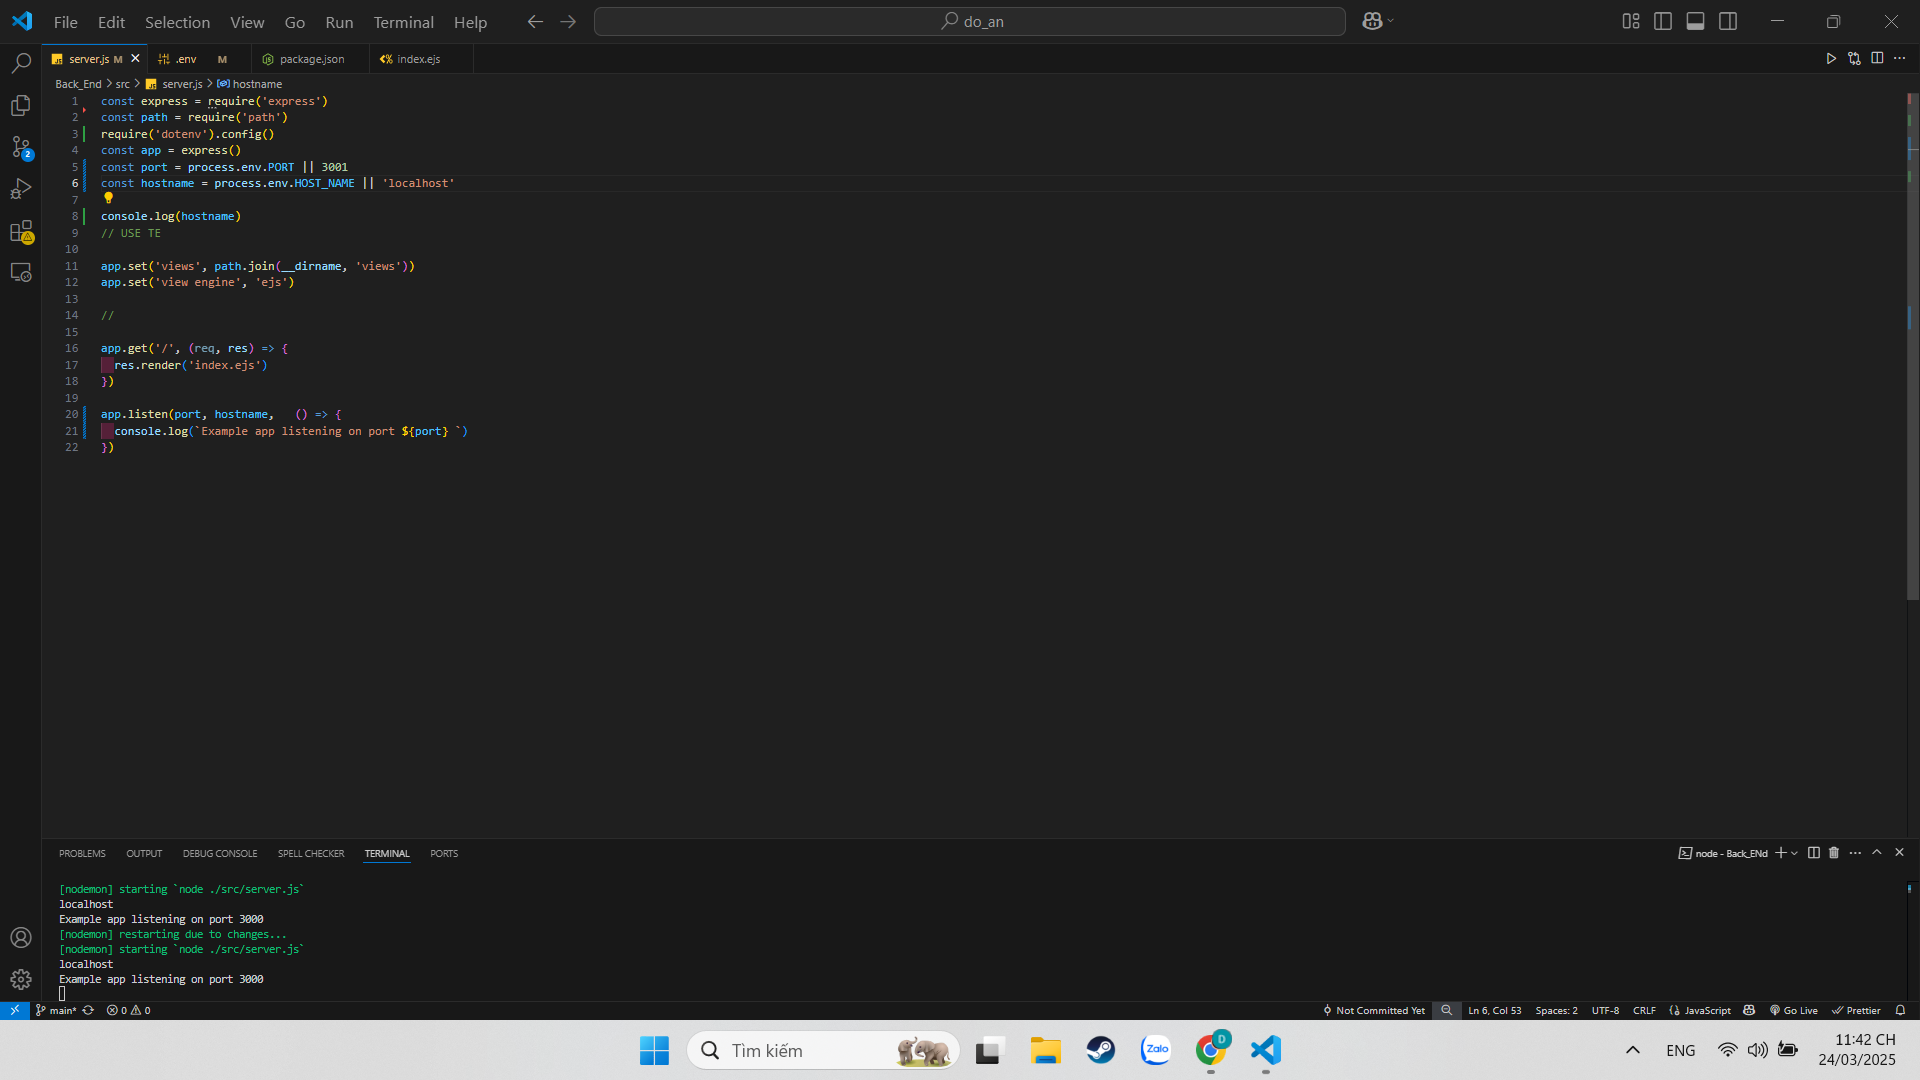 File Edit Selection View Go Run Terminal Help
do_an
server.js M
.env M
package.json
index.ejs
Back_End > src > server.js > hostname
1 const express = require('express')
2 const path = require('path')
3 require('dotenv').config()
4 const app = express()
5 const port = process.env.PORT || 3001
6 const hostname = process.env.HOST_NAME || 'localhost'
7
8 console.log(hostname)
9 // USE TE
10
11 app.set('views', path.join(__dirname, 'views'))
12 app.set('view engine', 'ejs')
13
14 //
15
16 app.get('/', (req, res) => {
17 res.render('index.ejs')
18 })
19
20 app.listen(port, hostname,   () => {
21 console.log(`Example app listening on port ${port} `)
22 })
2
PROBLEMS OUTPUT DEBUG CONSOLE SPELL CHECKER TERMINAL PORTS
node - Back_ENd
[nodemon] starting `node ./src/server.js`
localhost
Example app listening on port 3000
[nodemon] restarting due to changes...
[nodemon] starting `node ./src/server.js`
localhost
Example app listening on port 3000
main* 0 0
Not Committed Yet Ln 6, Col 53 Spaces: 2 UTF-8 CRLF JavaScript Go Live Prettier
Tìm kiếm
Zalo
D
ENG
11:42 CH
24/03/2025